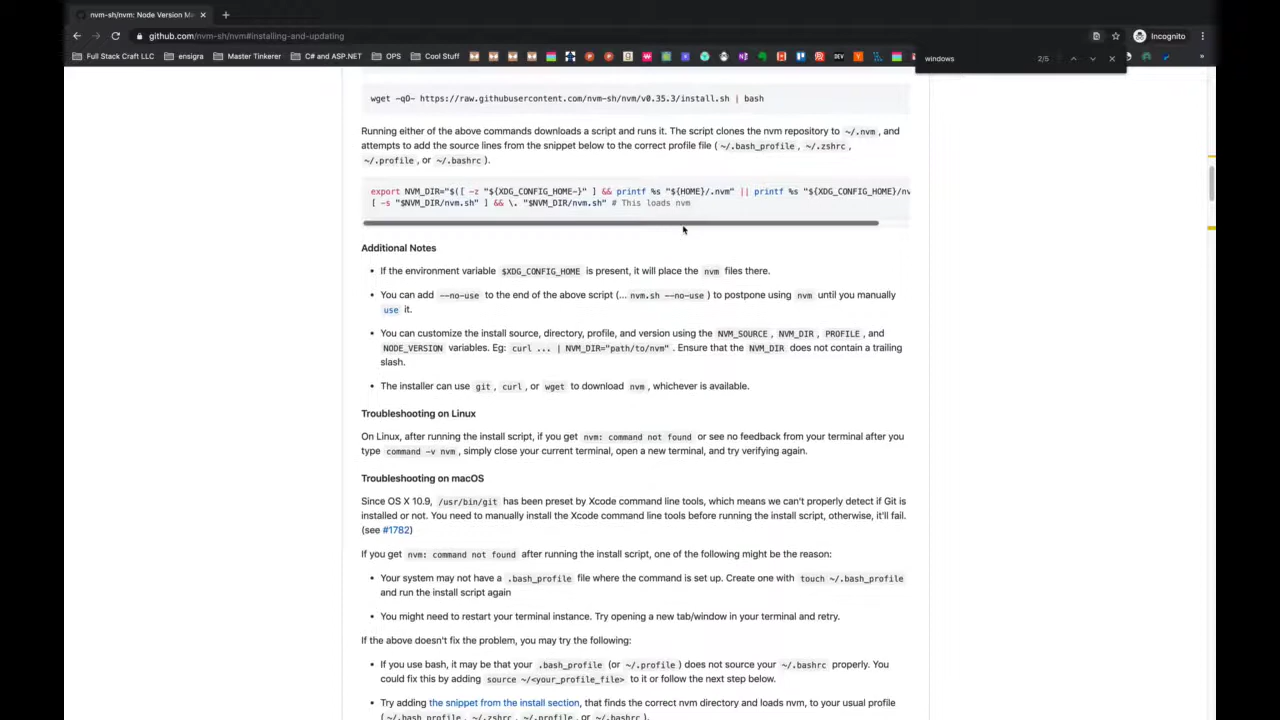 nvm-sh/nvm: Node Version Ma
github.com/nvm-sh/nvm#installing-and-updating
Incognito
Full Stack Craft LLC
ensigra
Master Tinkerer
C# and ASP.NET
OPS
Cool Stuff
windows
2/5
wget -qO- https://raw.githubusercontent.com/nvm-sh/nvm/v0.35.3/install.sh | bash
Running either of the above commands downloads a script and runs it. The script clones the nvm repository to ~/.nvm , and
attempts to add the source lines from the snippet below to the correct profile file ( ~/.bash_profile , ~/.zshrc ,
~/.profile , or ~/.bashrc ).
export NVM_DIR="$([ -z "${XDG_CONFIG_HOME-}" ] && printf %s "${HOME}/.nvm" || printf %s "${XDG_CONFIG_HOME}/nv
[ -s "$NVM_DIR/nvm.sh" ] && \. "$NVM_DIR/nvm.sh" # This loads nvm
Additional Notes
• If the environment variable $XDG_CONFIG_HOME is present, it will place the nvm files there.
• You can add --no-use to the end of the above script (... nvm.sh --no-use ) to postpone using nvm until you manually
use it.
• You can customize the install source, directory, profile, and version using the NVM_SOURCE , NVM_DIR , PROFILE , and
NODE_VERSION variables. Eg: curl ... | NVM_DIR="path/to/nvm" . Ensure that the NVM_DIR does not contain a trailing
slash.
• The installer can use git , curl , or wget to download nvm , whichever is available.
Troubleshooting on Linux
On Linux, after running the install script, if you get nvm: command not found or see no feedback from your terminal after you
type command -v nvm , simply close your current terminal, open a new terminal, and try verifying again.
Troubleshooting on macOS
Since OS X 10.9, /usr/bin/git has been preset by Xcode command line tools, which means we can't properly detect if Git is
installed or not. You need to manually install the Xcode command line tools before running the install script, otherwise, it'll fail.
(see #1782)
If you get nvm: command not found after running the install script, one of the following might be the reason:
• Your system may not have a .bash_profile file where the command is set up. Create one with touch ~/.bash_profile
and run the install script again
• You might need to restart your terminal instance. Try opening a new tab/window in your terminal and retry.
If the above doesn't fix the problem, you may try the following:
• If you use bash, it may be that your .bash_profile (or ~/.profile ) does not source your ~/.bashrc properly. You
could fix this by adding source ~/<your_profile_file> to it or follow the next step below.
• Try adding the snippet from the install section, that finds the correct nvm directory and loads nvm, to your usual profile
( ~/.bash_profile , ~/.zshrc , ~/.profile , or ~/.bashrc ).